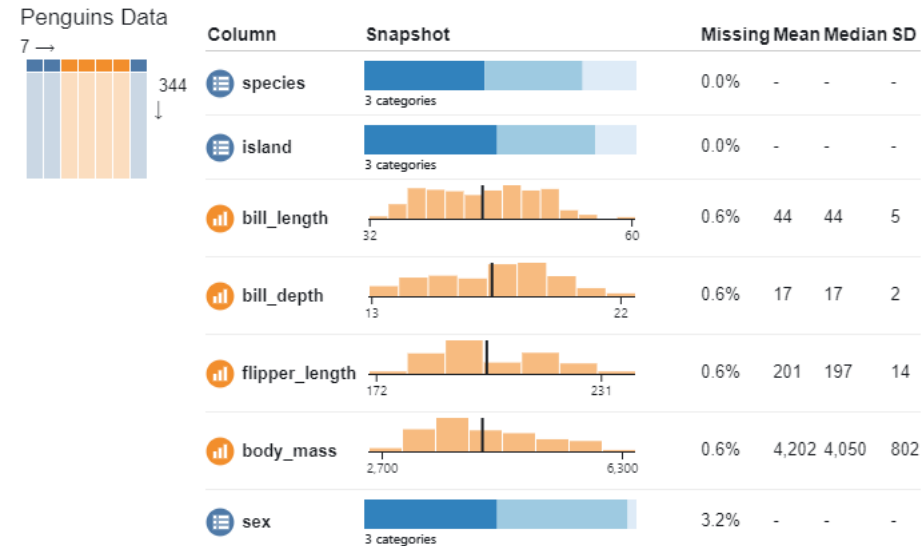 Penguins Data
7 →
344
↓
Column Snapshot Missing Mean Median SD
species 3 categories 0.0% - - -
island 3 categories 0.0% - - -
bill_length 32 60 0.6% 44 44 5
bill_depth 13 22 0.6% 17 17 2
flipper_length 172 231 0.6% 201 197 14
body_mass 2,700 6,300 0.6% 4,202 4,050 802
sex 3 categories 3.2% - - -